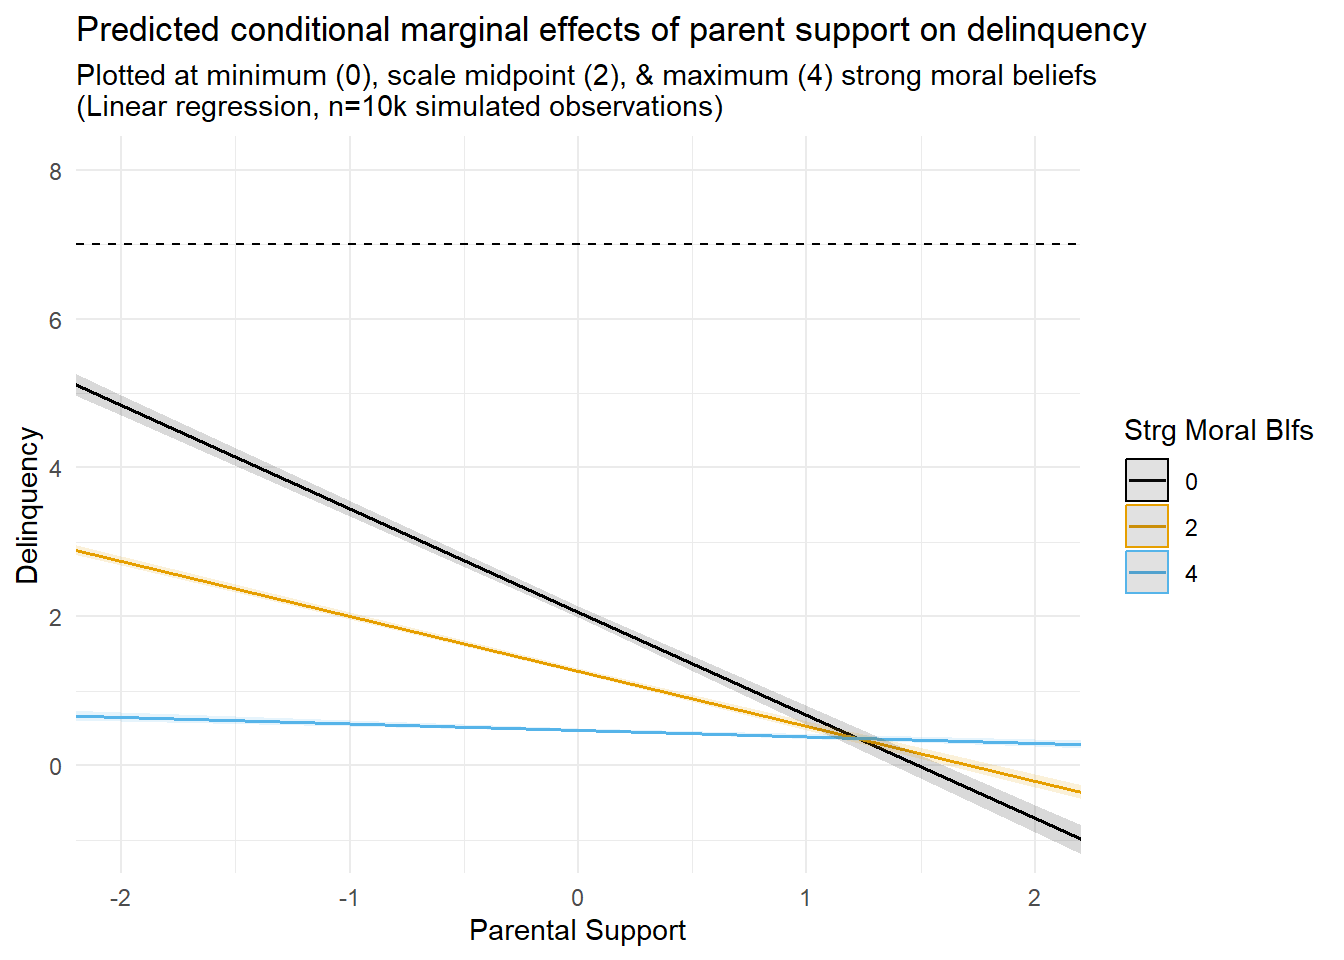 Predicted conditional marginal effects of parent support on delinquency
Plotted at minimum (0), scale midpoint (2), & maximum (4) strong moral beliefs
(Linear regression, n=10k simulated observations)
Delinquency
8
6
4
2
0
-2
-1
0
1
2
Parental Support
Strg Moral Blfs
0
2
4